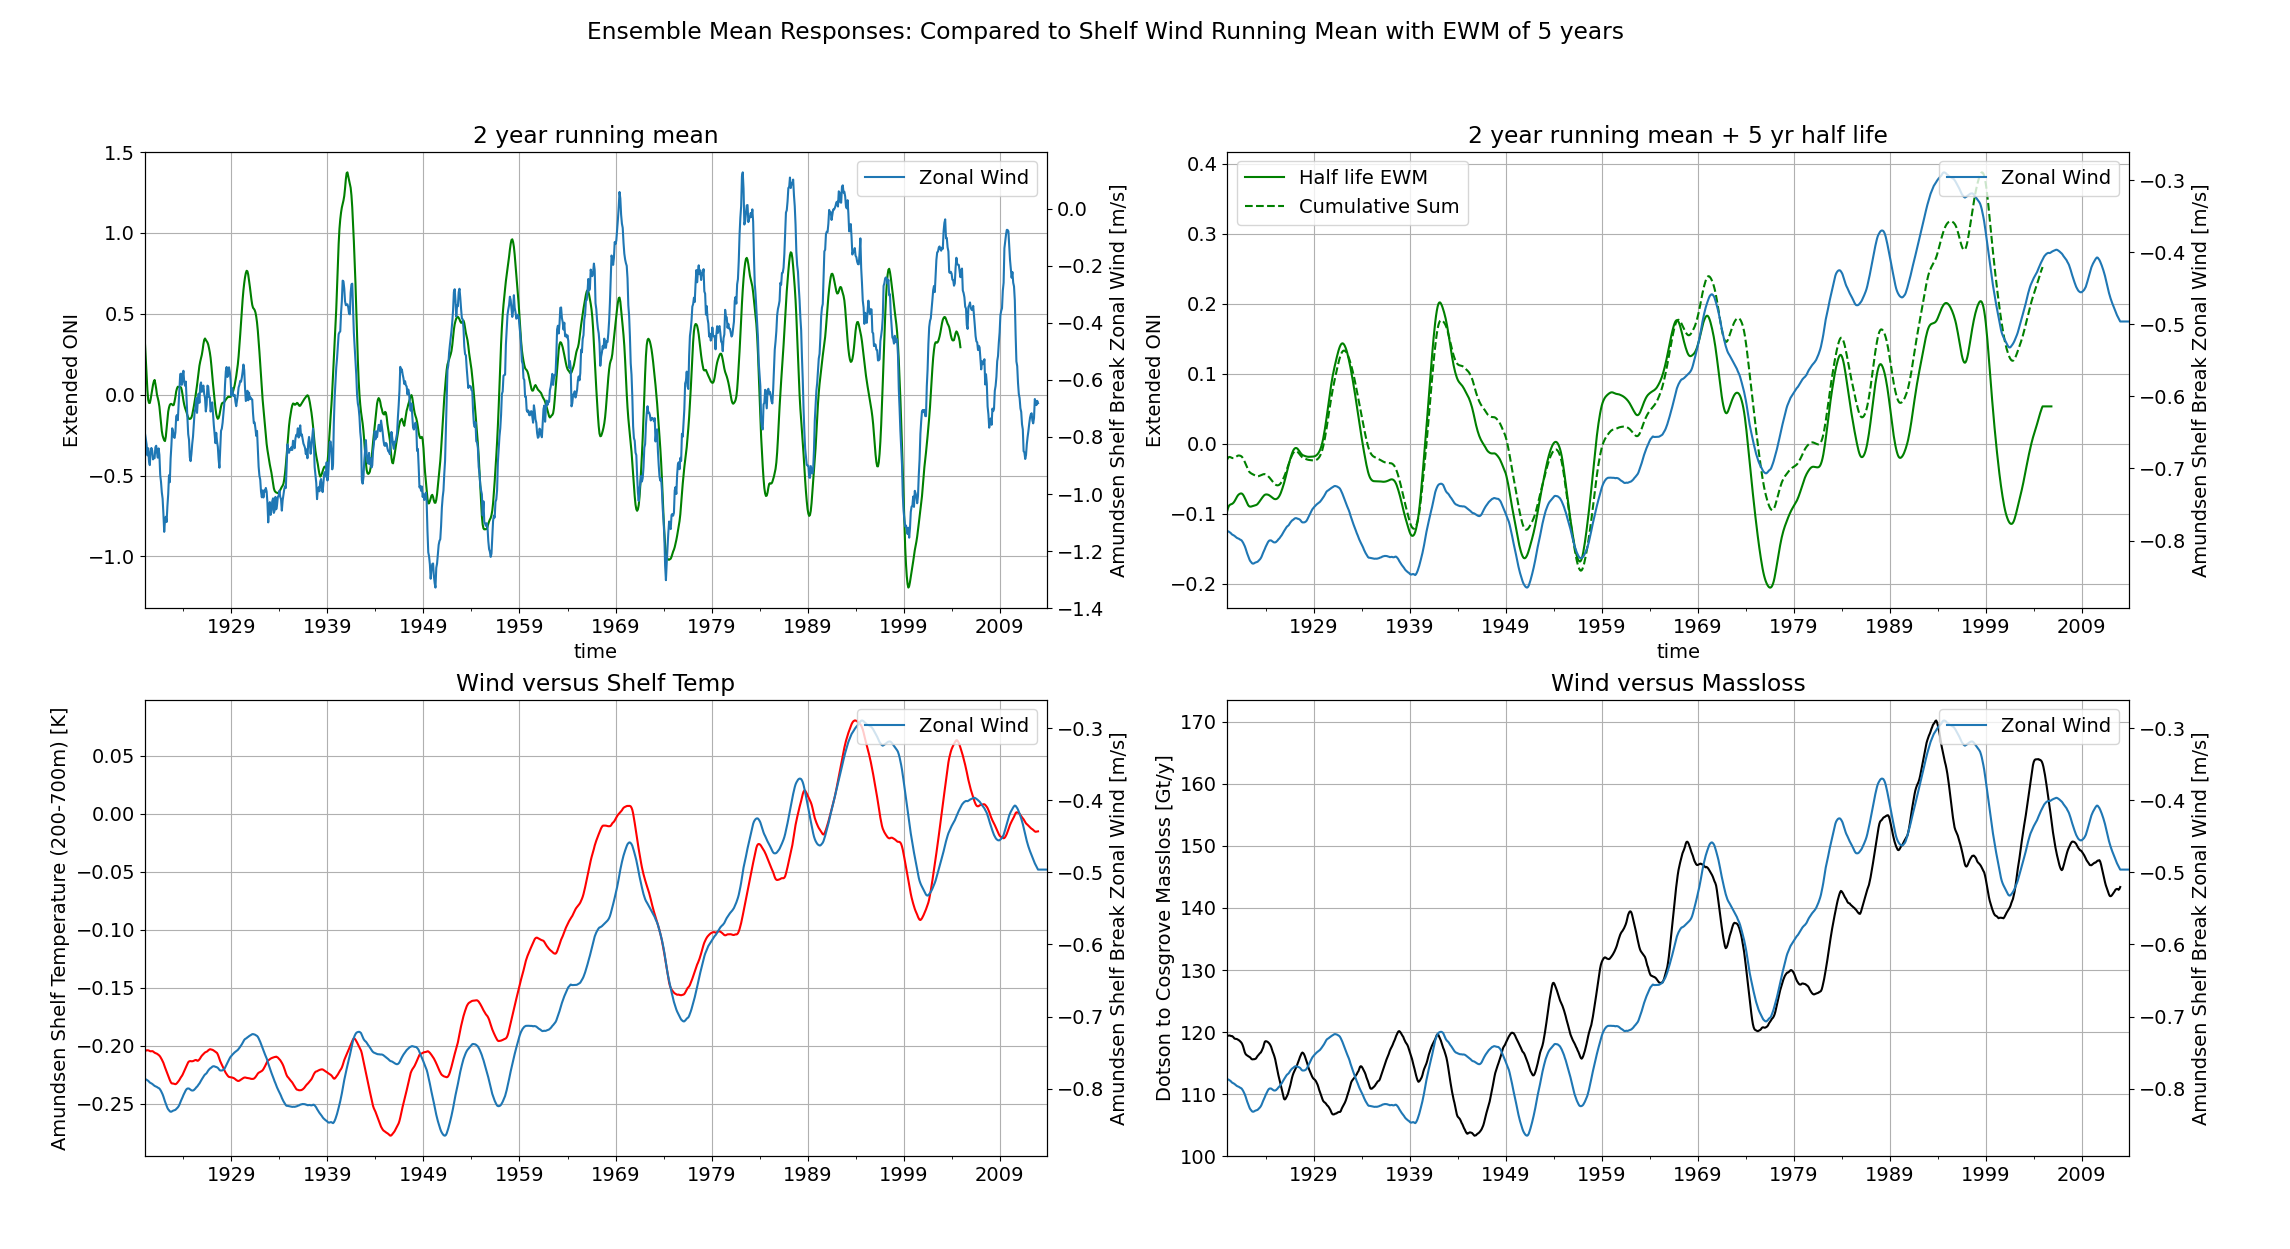 Ensemble Mean Responses: Compared to Shelf Wind Running Mean with EWM of 5 years
2 year running mean
Extended ONI
1.5
1.0
0.5
0.0
−0.5
−1.0
Zonal Wind
0.0
−0.2
−0.4
−0.6
−0.8
−1.0
−1.2
−1.4
Amundsen Shelf Break Zonal Wind [m/s]
1929 1939 1949 1959 1969 1979 1989 1999 2009
time
2 year running mean + 5 yr half life
Extended ONI
0.4
0.3
0.2
0.1
0.0
−0.1
−0.2
Half life EWM
Cumulative Sum
Zonal Wind
−0.3
−0.4
−0.5
−0.6
−0.7
−0.8
Amundsen Shelf Break Zonal Wind [m/s]
1929 1939 1949 1959 1969 1979 1989 1999 2009
time
Wind versus Shelf Temp
Amundsen Shelf Temperature (200-700m) [K]
0.05
0.00
−0.05
−0.10
−0.15
−0.20
−0.25
Zonal Wind
−0.3
−0.4
−0.5
−0.6
−0.7
−0.8
Amundsen Shelf Break Zonal Wind [m/s]
1929 1939 1949 1959 1969 1979 1989 1999 2009
Wind versus Massloss
Dotson to Cosgrove Massloss [Gt/y]
170
160
150
140
130
120
110
100
Zonal Wind
−0.3
−0.4
−0.5
−0.6
−0.7
−0.8
Amundsen Shelf Break Zonal Wind [m/s]
1929 1939 1949 1959 1969 1979 1989 1999 2009